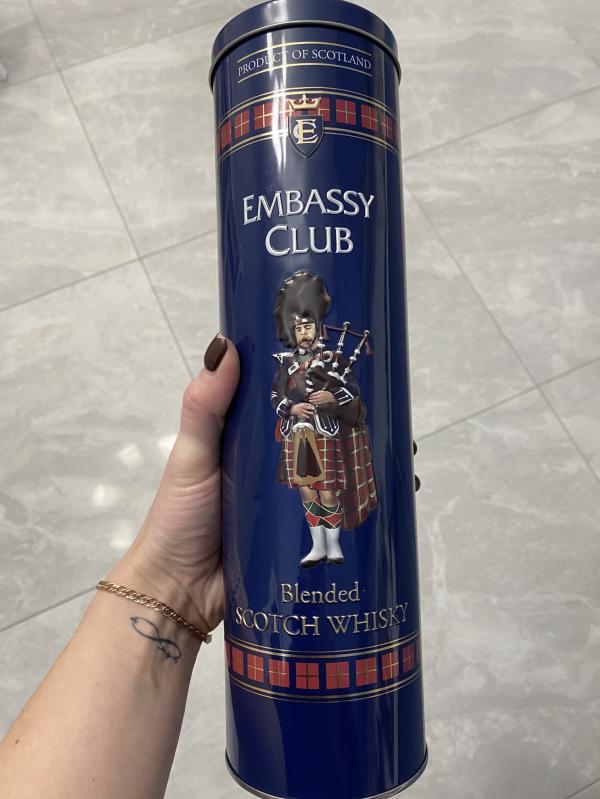 PRODUCT OF SCOTLAND
E
EMBASSY
CLUB
Blended
SCOTCH WHISKY